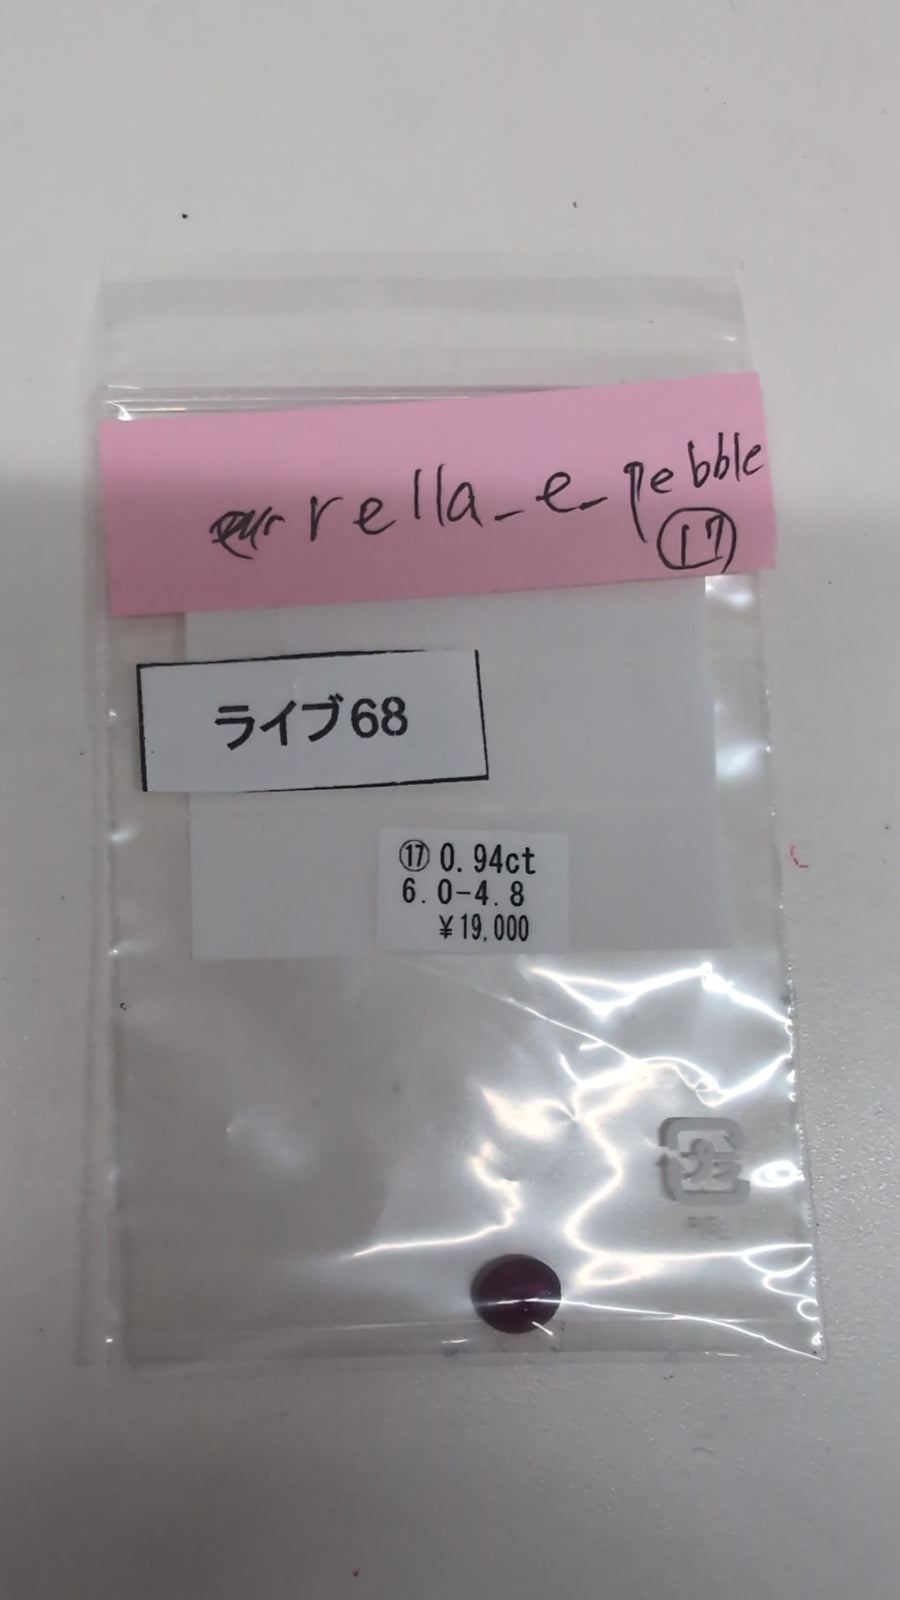 rella_e_pebble
⑰
ライブ68
⑰ 0.94ct
6.0-4.8
¥19,000